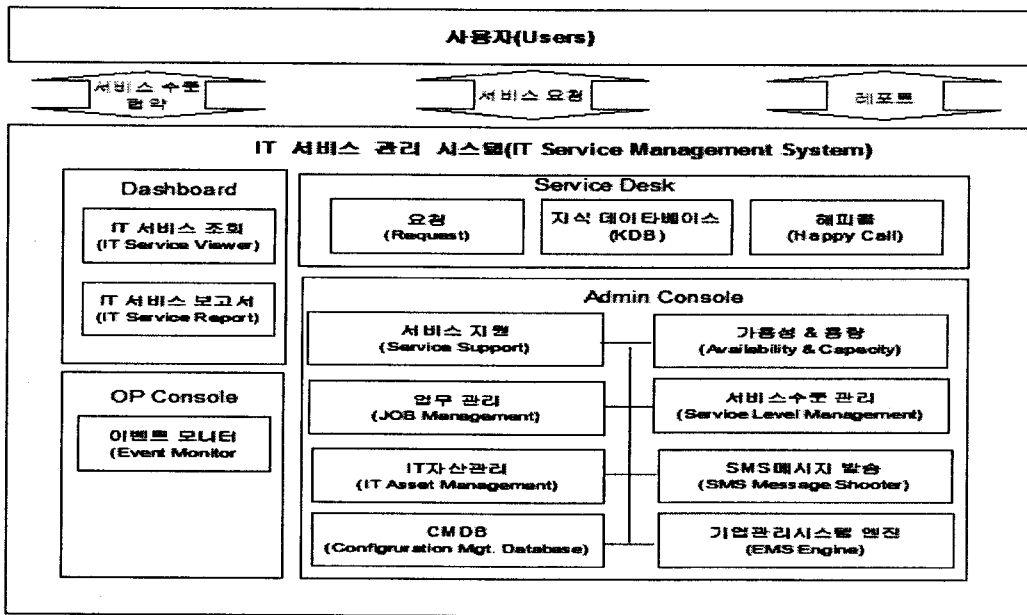 사용자(Users)
서비스 수준
협약
서비스 요청
레포트
IT 서비스 관리 시스템(IT Service Management System)
Dashboard
IT 서비스 조회
(IT Service Viewer)
IT 서비스 보고서
(IT Service Report)
OP Console
이벤트 모니터
(Event Monitor
Service Desk
요청
(Request)
지식 데이타베이스
(KDB)
해피콜
(Happy Call)
Admin Console
서비스 지원
(Service Support)
가용성 & 용량
(Availability & Capacity)
업무 관리
(JOB Management)
서비스수준 관리
(Service Level Management)
IT자산관리
(IT Asset Management)
SMS메시지 발송
(SMS Message Shooter)
CMDB
(Configruration Mgt. Database)
기업관리시스템 엔진
(EMS Engine)